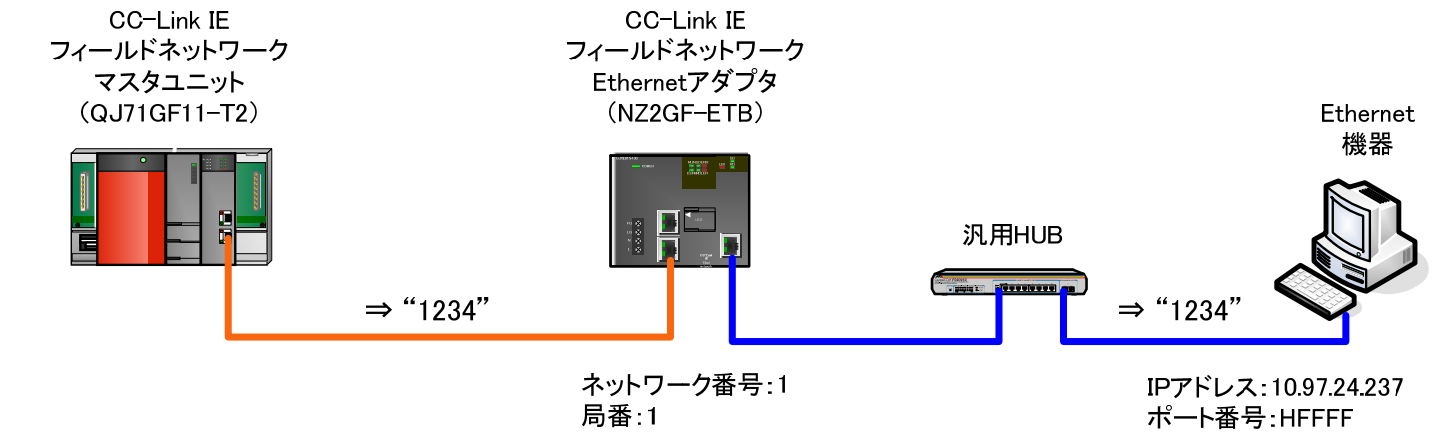 CC-Link IE
フィールドネットワーク
マスタユニット
（QJ71GF11-T2）
CC-Link IE
フィールドネットワーク
Ethernetアダプタ
（NZ2GF-ETB）
Ethernet
機器
汎用HUB
⇒ “1234”
⇒ “1234”
ネットワーク番号：1
局番：1
IPアドレス：10.97.24.237
ポート番号：HFFFF